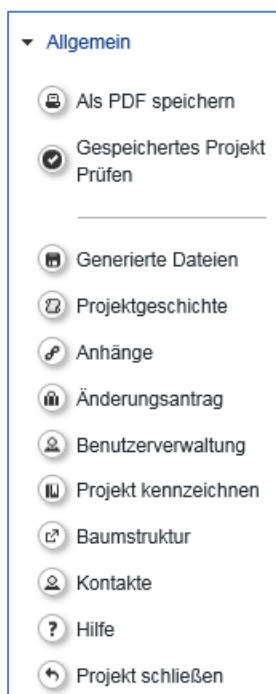 Allgemein
Als PDF speichern
Gespeichertes Projekt
Prüfen
Generierte Dateien
Projektgeschichte
Anhänge
Änderungsantrag
Benutzerverwaltung
Projekt kennzeichnen
Baumstruktur
Kontakte
? Hilfe
Projekt schließen